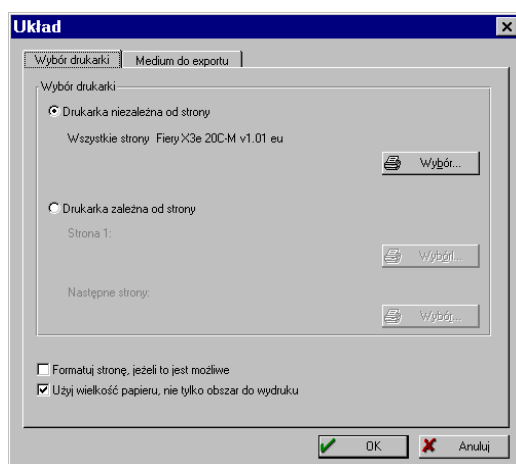 Układ
Wybór drukarki Medium do exportu
Wybór drukarki
Drukarka niezależna od strony
Wszystkie strony Fiery X3e 20C-M v1.01 eu
Wybór...
Drukarka zależna od strony
Strona 1:
Wybórl...
Następne strony:
Wybór...
Formatuj stronę, jeżeli to jest możliwe
Użyj wielkość papieru, nie tylko obszar do wydruku
OK Anuluj